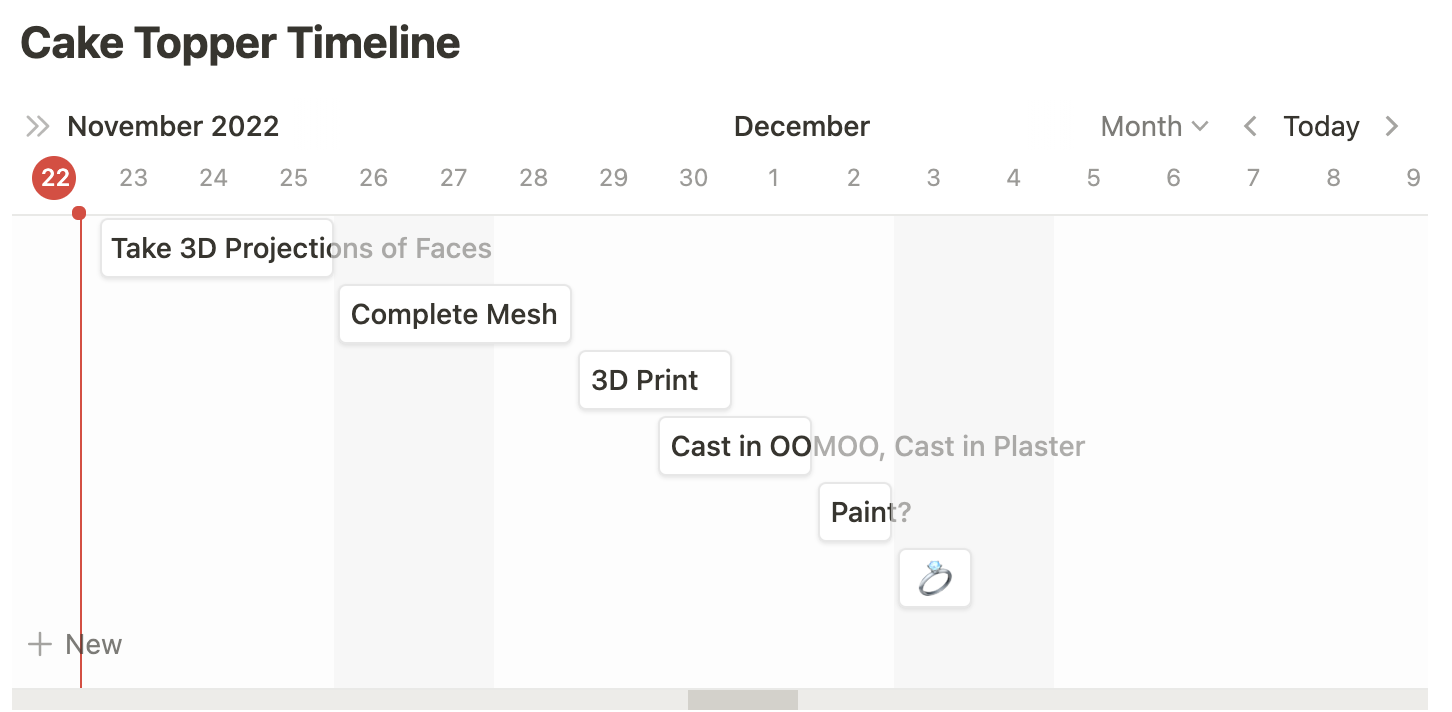 Cake Topper Timeline
November 2022 December Month Today
22 23 24 25 26 27 28 29 30 1 2 3 4 5 6 7 8 9
Take 3D Projections of Faces
Complete Mesh
3D Print
Cast in OOMOO, Cast in Plaster
Paint?
New